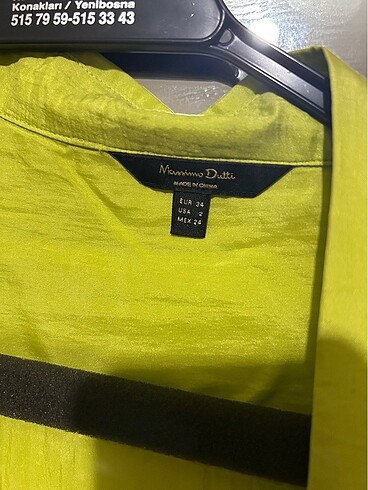 Konakları / Yenibosna
515 79 59-515 33 43
Massimo Dutti
MADE IN CHINA
EUR 34
USA 2
MEX 24